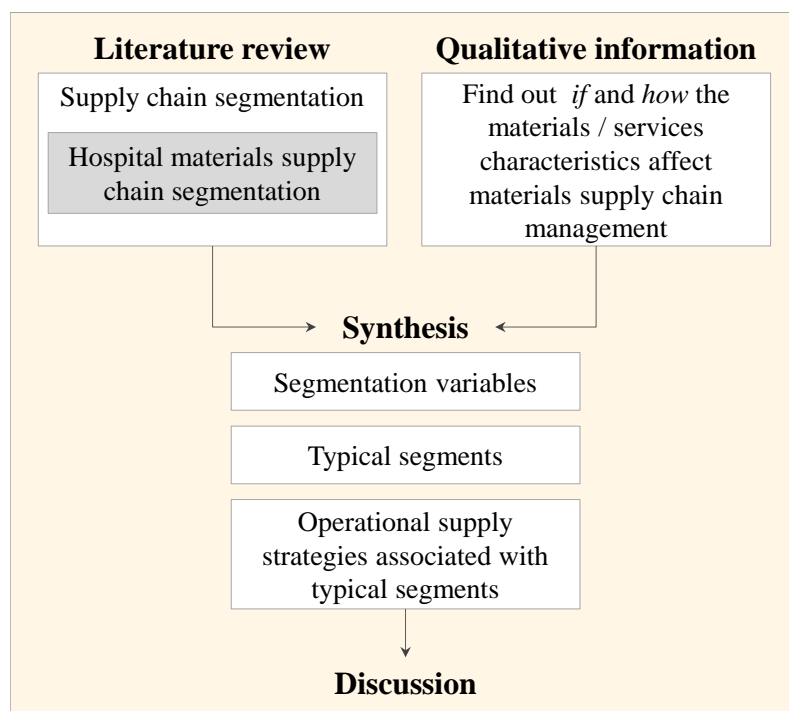 Literature review
Supply chain segmentation
Hospital materials supply
chain segmentation
Qualitative information
Find out if and how the
materials / services
characteristics affect
materials supply chain
management
Synthesis
Segmentation variables
Typical segments
Operational supply
strategies associated with
typical segments
Discussion